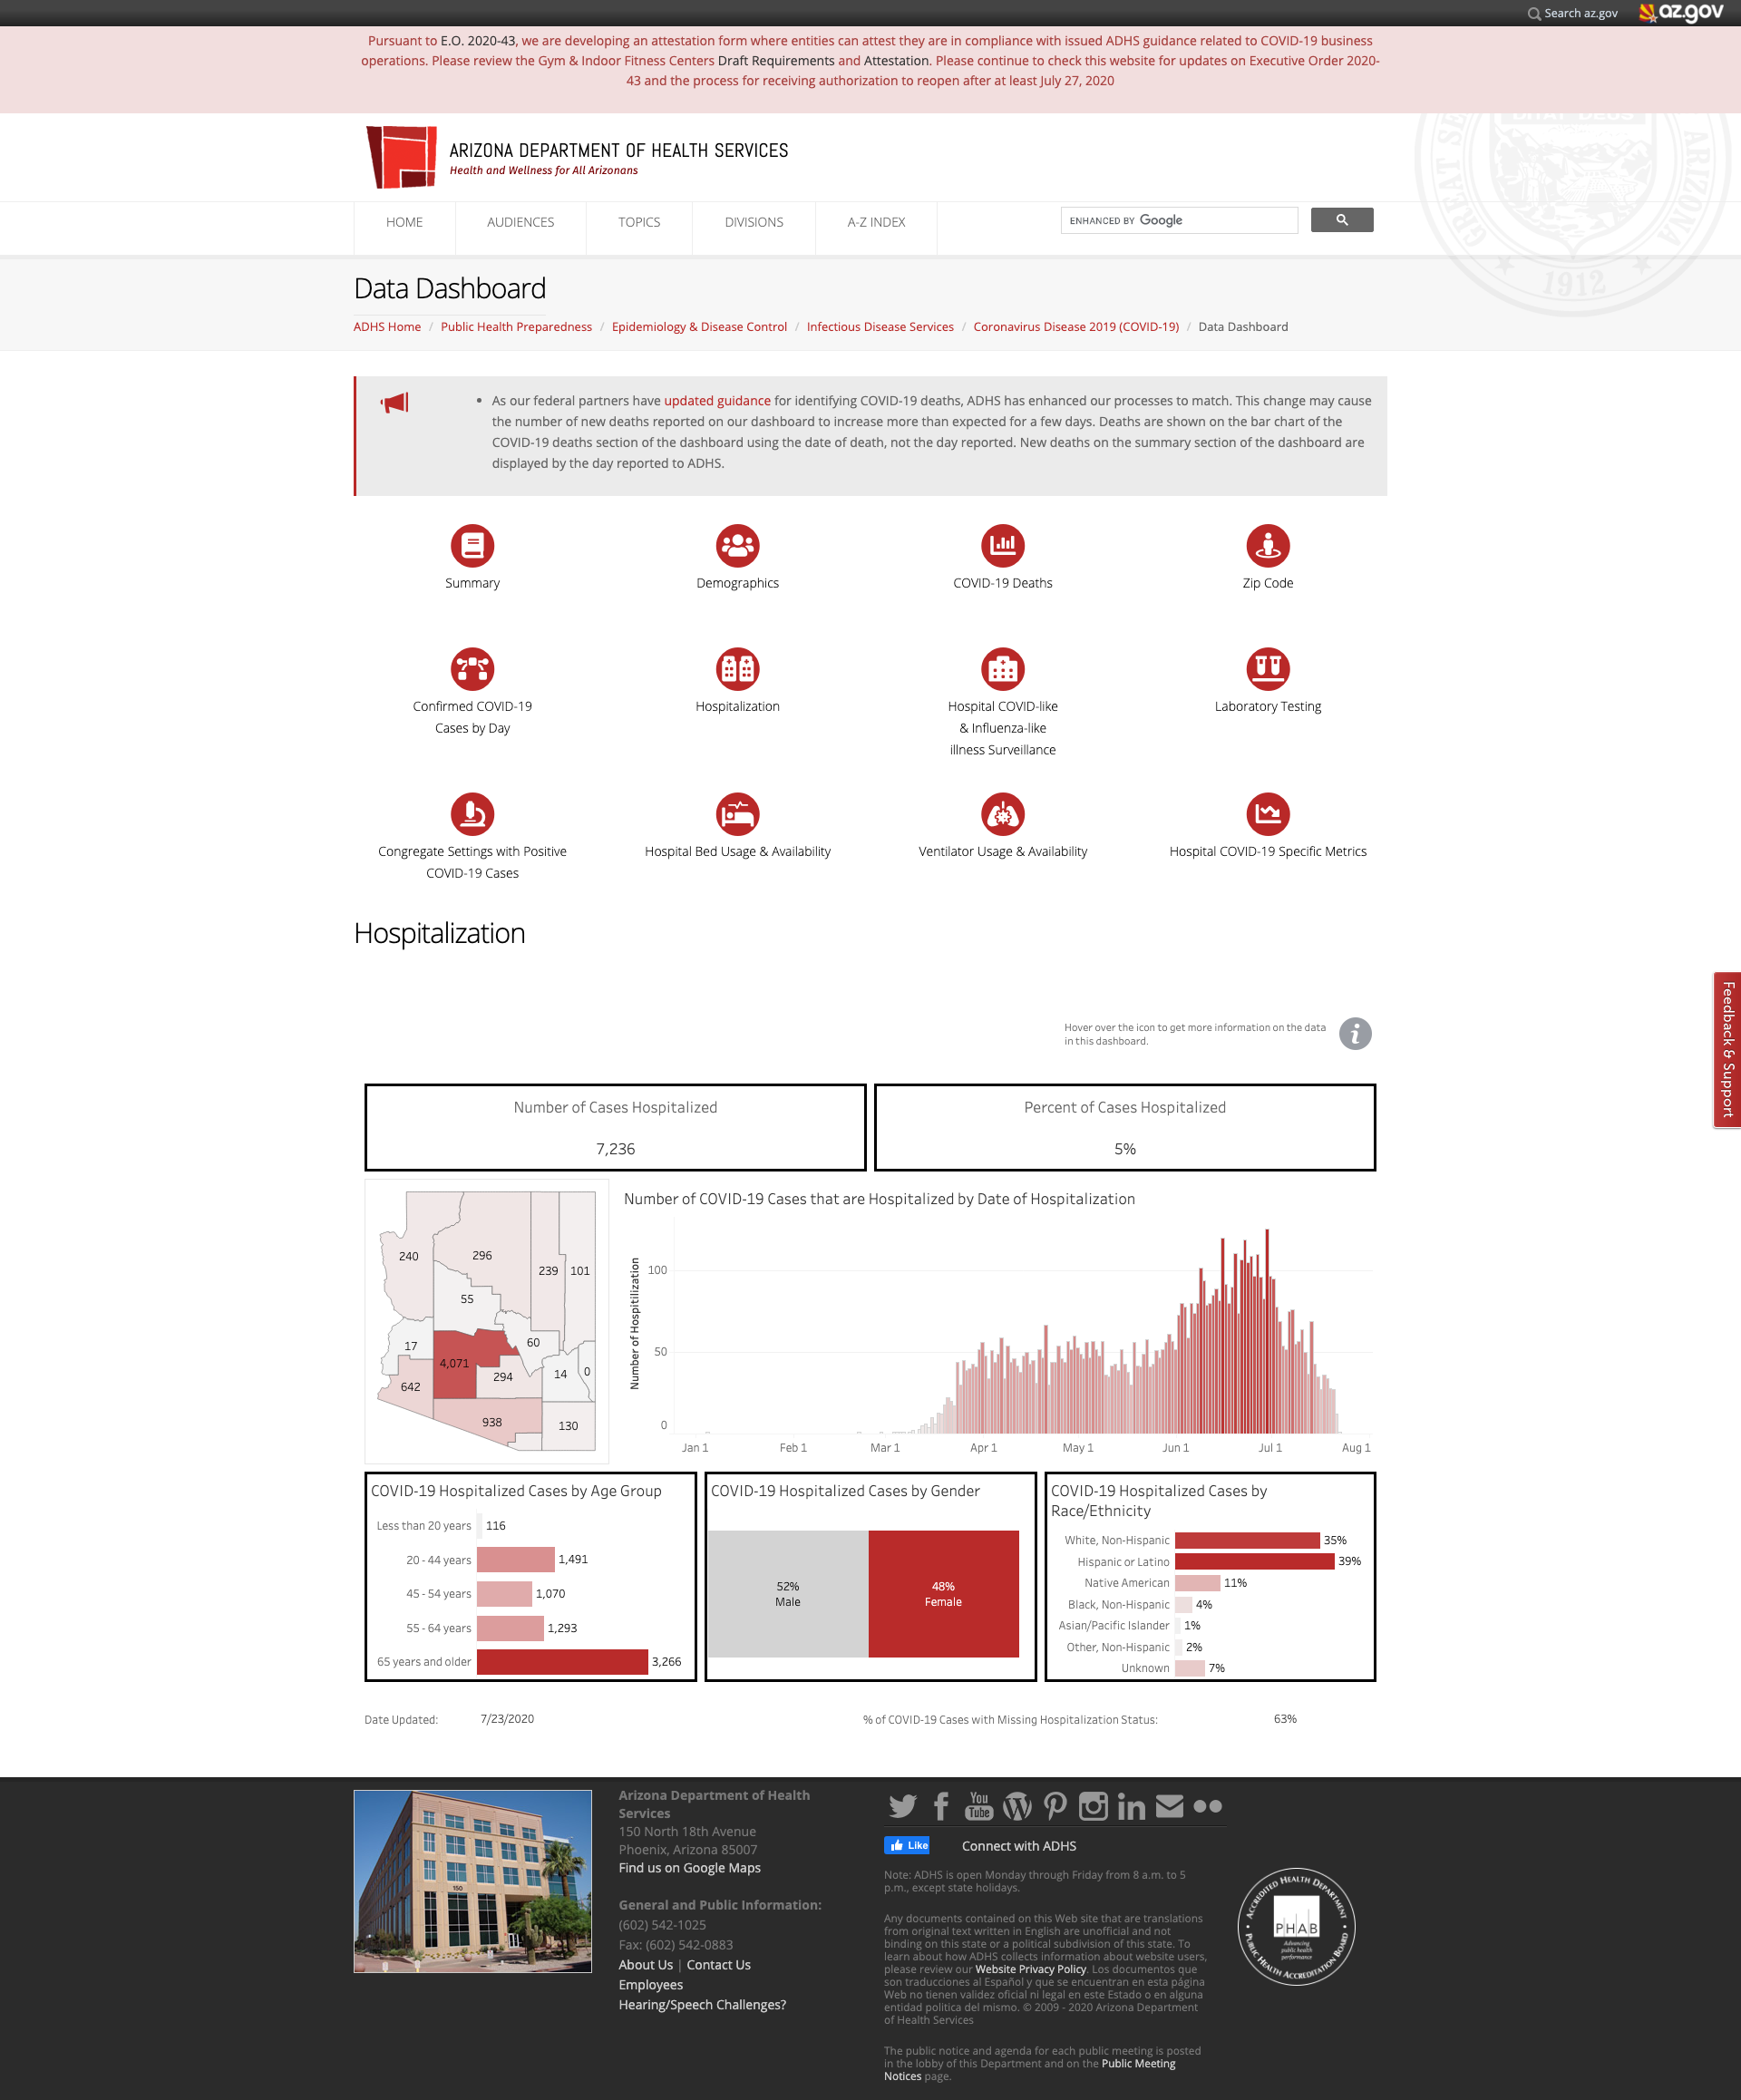 Search az.gov
az.gov
Pursuant to E.O. 2020-43, we are developing an attestation form where entities can attest they are in compliance with issued ADHS guidance related to COVID-19 business
operations. Please review the Gym & Indoor Fitness Centers Draft Requirements and Attestation. Please continue to check this website for updates on Executive Order 2020-
43 and the process for receiving authorization to reopen after at least July 27, 2020
DITAT DEUS
GREAT SEAL
ARIZONA
1912
ARIZONA DEPARTMENT OF HEALTH SERVICES
Health and Wellness for All Arizonans
HOME
AUDIENCES
TOPICS
DIVISIONS
A-Z INDEX
ENHANCED BY Google
Data Dashboard
ADHS Home / Public Health Preparedness / Epidemiology & Disease Control / Infectious Disease Services / Coronavirus Disease 2019 (COVID-19) / Data Dashboard
• As our federal partners have updated guidance for identifying COVID-19 deaths, ADHS has enhanced our processes to match. This change may cause
the number of new deaths reported on our dashboard to increase more than expected for a few days. Deaths are shown on the bar chart of the
COVID-19 deaths section of the dashboard using the date of death, not the day reported. New deaths on the summary section of the dashboard are
displayed by the day reported to ADHS.
Summary
Demographics
COVID-19 Deaths
Zip Code
Confirmed COVID-19
Cases by Day
Hospitalization
Hospital COVID-like
& Influenza-like
illness Surveillance
Laboratory Testing
Congregate Settings with Positive
COVID-19 Cases
Hospital Bed Usage & Availability
Ventilator Usage & Availability
Hospital COVID-19 Specific Metrics
Hospitalization
Feedback & Support
Hover over the icon to get more information on the data
in this dashboard.
i
Number of Cases Hospitalized
7,236
Percent of Cases Hospitalized
5%
240
296
239
101
55
17
60
4,071
294
14
0
642
938
130
Number of COVID-19 Cases that are Hospitalized by Date of Hospitalization
Number of Hospitilization
100
50
0
Jan 1
Feb 1
Mar 1
Apr 1
May 1
Jun 1
Jul 1
Aug 1
COVID-19 Hospitalized Cases by Age Group
Less than 20 years 116
20 - 44 years 1,491
45 - 54 years 1,070
55 - 64 years 1,293
65 years and older 3,266
COVID-19 Hospitalized Cases by Gender
52%
Male
48%
Female
COVID-19 Hospitalized Cases by
Race/Ethnicity
White, Non-Hispanic 35%
Hispanic or Latino 39%
Native American 11%
Black, Non-Hispanic 4%
Asian/Pacific Islander 1%
Other, Non-Hispanic 2%
Unknown 7%
Date Updated: 7/23/2020
% of COVID-19 Cases with Missing Hospitalization Status: 63%
150
Arizona Department of Health
Services
150 North 18th Avenue
Phoenix, Arizona 85007
Find us on Google Maps
General and Public Information:
(602) 542-1025
Fax: (602) 542-0883
About Us | Contact Us
Employees
Hearing/Speech Challenges?
You
Tube
Like
Connect with ADHS
Note: ADHS is open Monday through Friday from 8 a.m. to 5
p.m., except state holidays.
Any documents contained on this Web site that are translations
from original text written in English are unofficial and not
binding on this state or a political subdivision of this state. To
learn about how ADHS collects information about website users,
please review our Website Privacy Policy. Los documentos que
son traducciones al Español y que se encuentran en esta página
Web no tienen validez oficial ni legal en este Estado o en alguna
entidad politica del mismo. © 2009 - 2020 Arizona Department
of Health Services
The public notice and agenda for each public meeting is posted
in the lobby of this Department and on the Public Meeting
Notices page.
ACCREDITED HEALTH DEPARTMENT
PHAB
Advancing
public health
performance
PUBLIC HEALTH ACCREDITATION BOARD